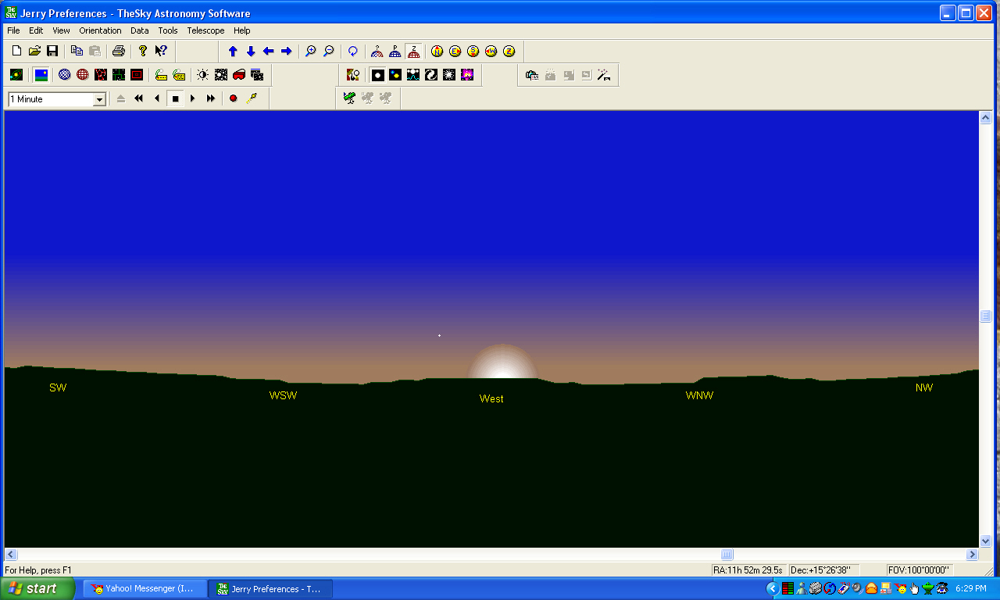 Jerry Preferences - TheSky Astronomy Software
File Edit View Orientation Data Tools Telescope Help
1 Minute
SW WSW West WNW NW
For Help, press F1 RA:11h 52m 29.5s Dec:+15°26'38" FOV:100°00'00"
start Yahoo! Messenger (I... Jerry Preferences - T... 6:29 PM